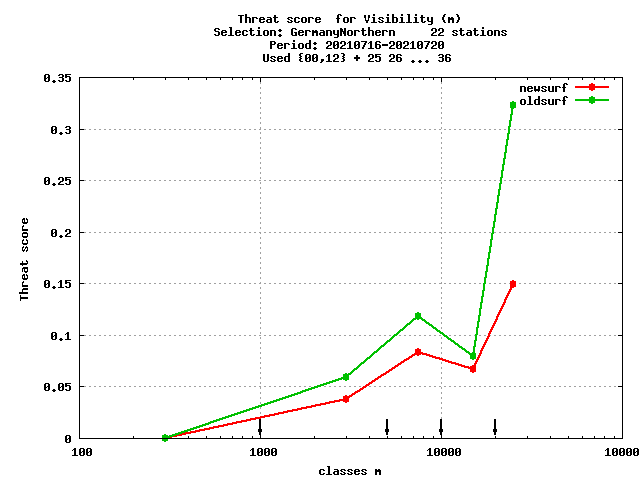 Threat score  for Visibility (m)
Selection: GermanyNorthern     22 stations
Period: 20210716-20210720
Used {00,12} + 25 26 ... 36
newsurf
oldsurf
0.35
0.3
0.25
0.2
0.15
0.1
0.05
0
Threat score
100 1000 10000 10000
classes m